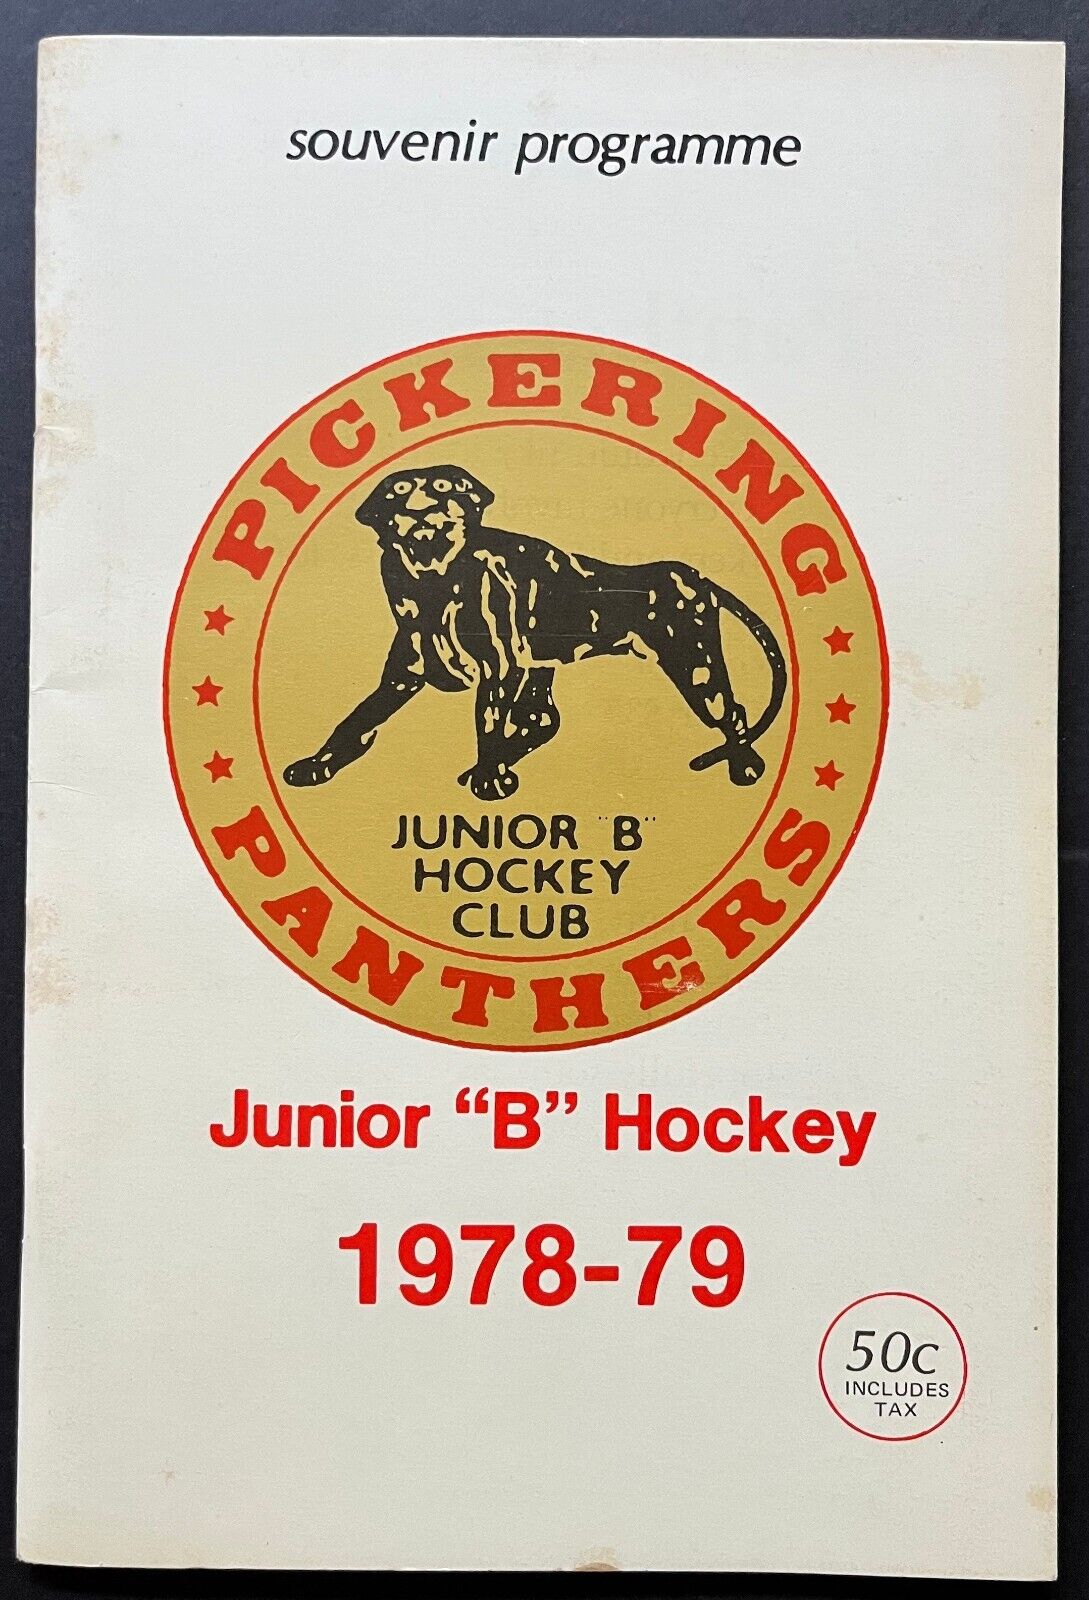 souvenir programme
PICKERING
JUNIOR "B"
HOCKEY
CLUB
PANTHERS
Junior “B” Hockey
1978-79
50c
INCLUDES
TAX